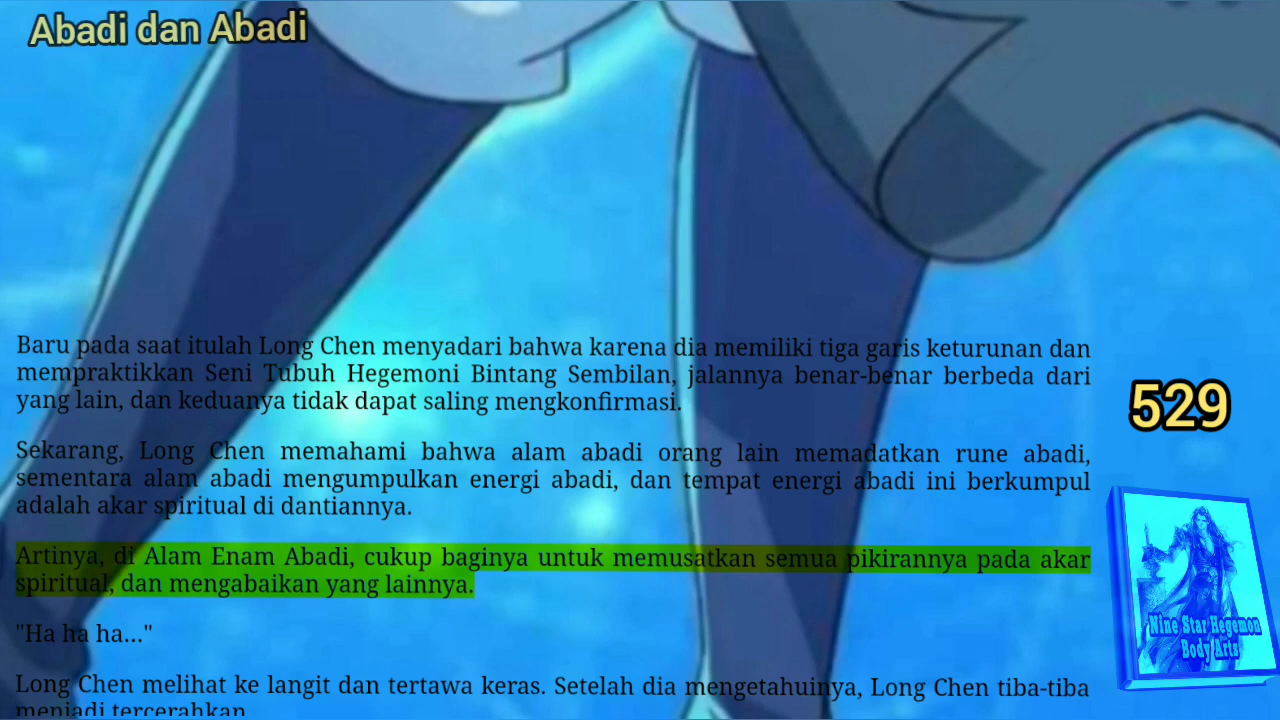 Abadi dan Abadi
Baru pada saat itulah Long Chen menyadari bahwa karena dia memiliki tiga garis keturunan dan
mempraktikkan Seni Tubuh Hegemoni Bintang Sembilan, jalannya benar-benar berbeda dari
yang lain, dan keduanya tidak dapat saling mengkonfirmasi.
Sekarang, Long Chen memahami bahwa alam abadi orang lain memadatkan rune abadi,
sementara alam abadi mengumpulkan energi abadi, dan tempat energi abadi ini berkumpul
adalah akar spiritual di dantiannya.
Artinya, di Alam Enam Abadi, cukup baginya untuk memusatkan semua pikirannya pada akar
spiritual, dan mengabaikan yang lainnya.
"Ha ha ha..."
Long Chen melihat ke langit dan tertawa keras. Setelah dia mengetahuinya, Long Chen tiba-tiba
menjadi tercerahkan
529
Nine Star Hegemon
Body Arts